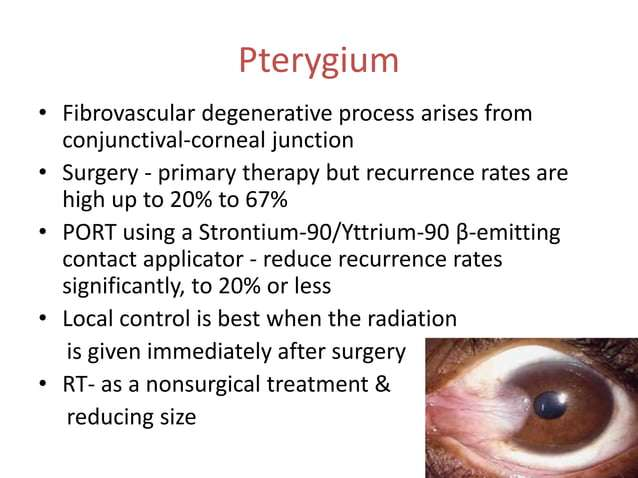 Pterygium
• Fibrovascular degenerative process arises from
conjunctival-corneal junction
• Surgery - primary therapy but recurrence rates are
high up to 20% to 67%
• PORT using a Strontium-90/Yttrium-90 β-emitting
contact applicator - reduce recurrence rates
significantly, to 20% or less
• Local control is best when the radiation
is given immediately after surgery
• RT- as a nonsurgical treatment &
reducing size